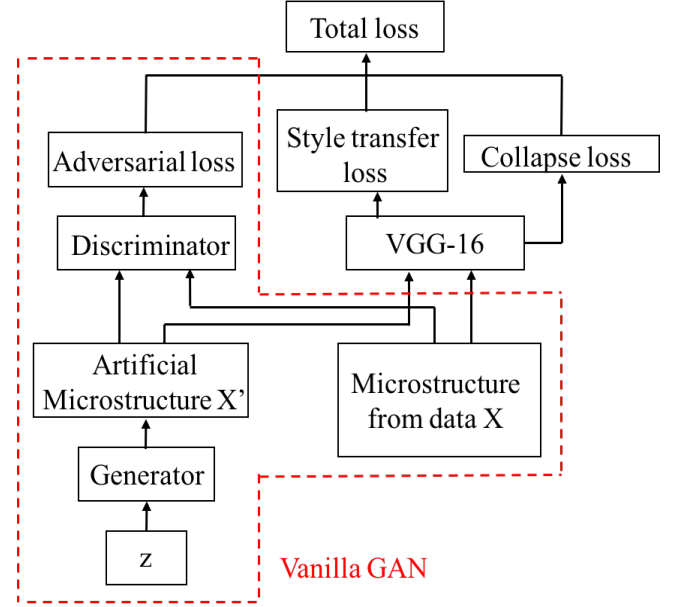 Total loss
Adversarial loss
Style transfer
loss
Collapse loss
Discriminator
VGG-16
Artificial
Microstructure X’
Microstructure
from data X
Generator
z
Vanilla GAN